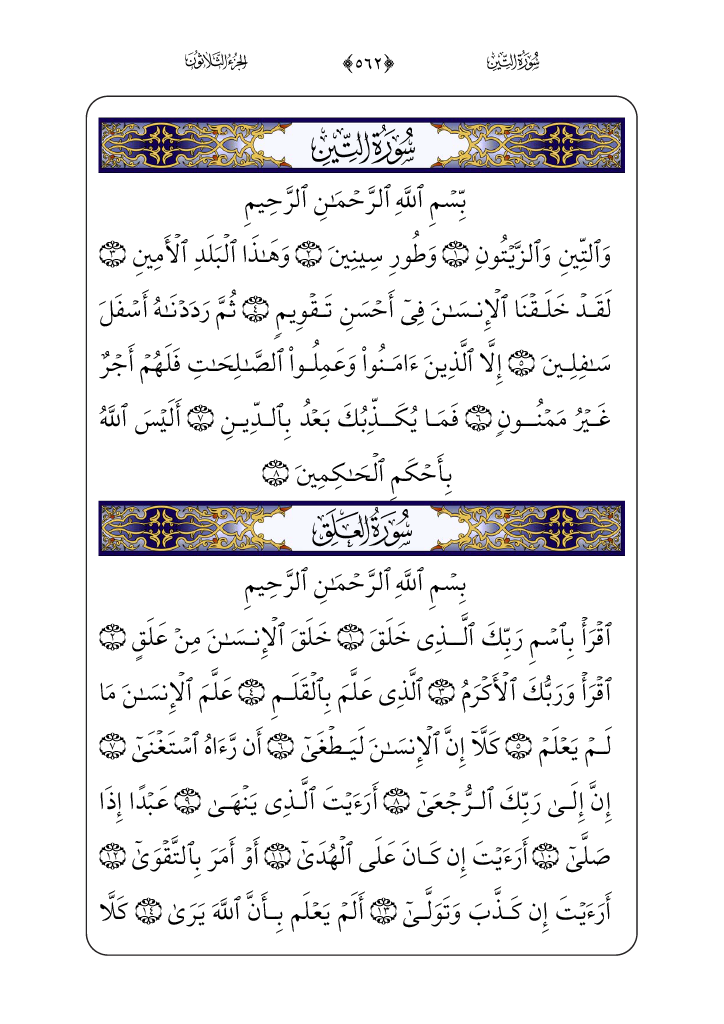 سُورَةُ التِّينِ ﴿٥٦٢﴾ الجُزءُ الثَّلَاثُونَ
سُورَةُ التِّينِ
بِّسۡمِ ٱللَّهِ ٱلرَّحۡمَـٰنِ ٱلرَّحِيمِ
وَٱلتِّينِ وَٱلزَّيۡتُونِ ۝١ وَطُورِ سِينِينَ ۝٢ وَهَـٰذَا ٱلۡبَلَدِ ٱلۡأَمِينِ ۝٣
لَقَدۡ خَلَقۡنَا ٱلۡإِنسَـٰنَ فِىٓ أَحۡسَنِ تَقۡوِيمٍ ۝٤ ثُمَّ رَدَدۡنَـٰهُ أَسۡفَلَ
سَـٰفِلِينَ ۝٥ إِلَّا ٱلَّذِينَ ءَامَنُواْ وَعَمِلُواْ ٱلصَّـٰلِحَـٰتِ فَلَهُمۡ أَجۡرٌ
غَيۡرُ مَمۡنُونٍ ۝٦ فَمَا يُكَذِّبُكَ بَعۡدُ بِٱلدِّينِ ۝٧ أَلَيۡسَ ٱللَّهُ
بِأَحۡكَمِ ٱلۡحَـٰكِمِينَ ۝٨
سُورَةُ العَلَقِ
بِسۡمِ ٱللَّهِ ٱلرَّحۡمَـٰنِ ٱلرَّحِيمِ
ٱقۡرَأۡ بِٱسۡمِ رَبِّكَ ٱلَّذِى خَلَقَ ۝١ خَلَقَ ٱلۡإِنسَـٰنَ مِنۡ عَلَقٍ ۝٢
ٱقۡرَأۡ وَرَبُّكَ ٱلۡأَكۡرَمُ ۝٣ ٱلَّذِى عَلَّمَ بِٱلۡقَلَمِ ۝٤ عَلَّمَ ٱلۡإِنسَـٰنَ مَا
لَمۡ يَعۡلَمۡ ۝٥ كَلَّآ إِنَّ ٱلۡإِنسَـٰنَ لَيَطۡغَىٰٓ ۝٦ أَن رَّءَاهُ ٱسۡتَغۡنَىٰٓ ۝٧
إِنَّ إِلَىٰ رَبِّكَ ٱلرُّجۡعَىٰٓ ۝٨ أَرَءَيۡتَ ٱلَّذِى يَنۡهَىٰ ۝٩ عَبۡدًا إِذَا
صَلَّىٰٓ ۝١٠ أَرَءَيۡتَ إِن كَانَ عَلَى ٱلۡهُدَىٰٓ ۝١١ أَوۡ أَمَرَ بِٱلتَّقۡوَىٰٓ ۝١٢
أَرَءَيۡتَ إِن كَذَّبَ وَتَوَلَّىٰٓ ۝١٣ أَلَمۡ يَعۡلَم بِأَنَّ ٱللَّهَ يَرَىٰ ۝١٤ كَلَّا